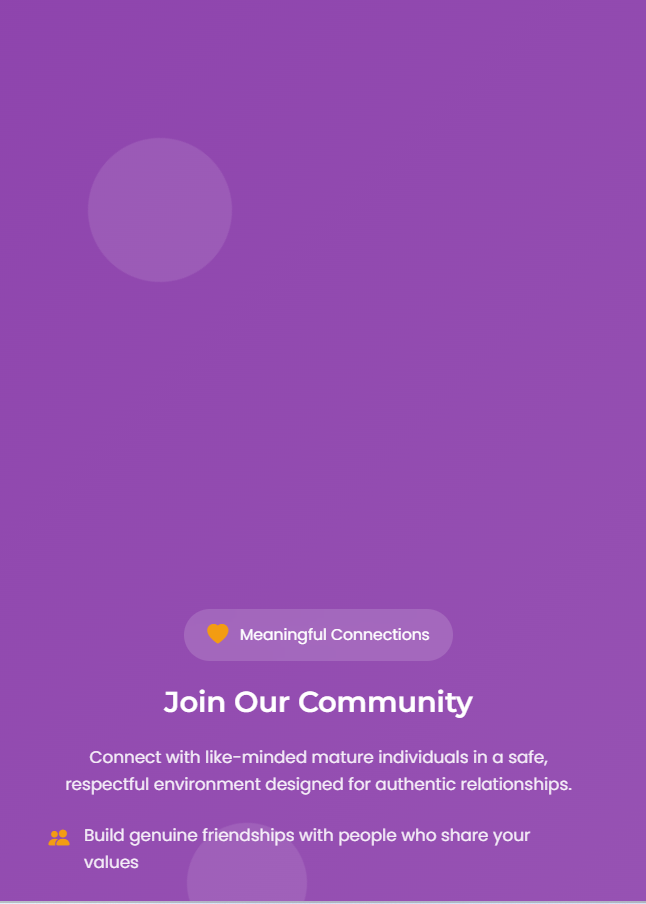 Meaningful Connections
Join Our Community
Connect with like-minded mature individuals in a safe,
respectful environment designed for authentic relationships.
Build genuine friendships with people who share your
values